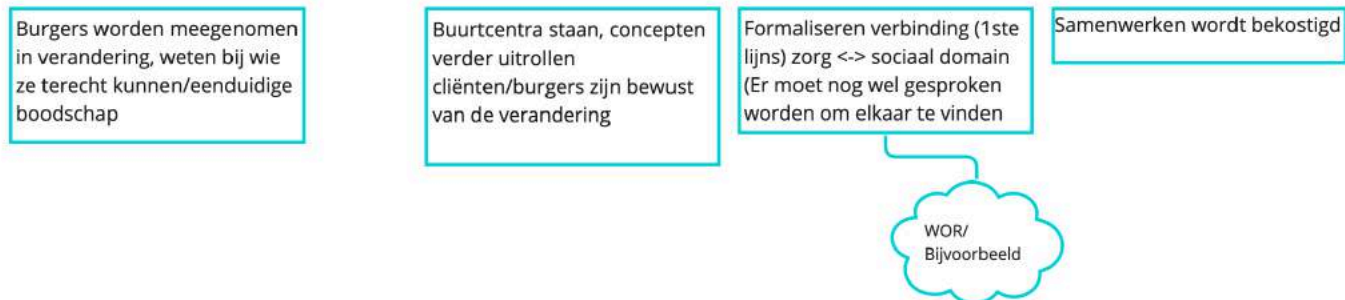 Burgers worden meegenomen
in verandering, weten bij wie
ze terecht kunnen/eenduidige
boodschap
Buurtcentra staan, concepten
verder uitrollen
cliënten/burgers zijn bewust
van de verandering
Formaliseren verbinding (1ste
lijns) zorg <-> sociaal domain
(Er moet nog wel gesproken
worden om elkaar te vinden
Samenwerken wordt bekostigd
WOR/
Bijvoorbeeld